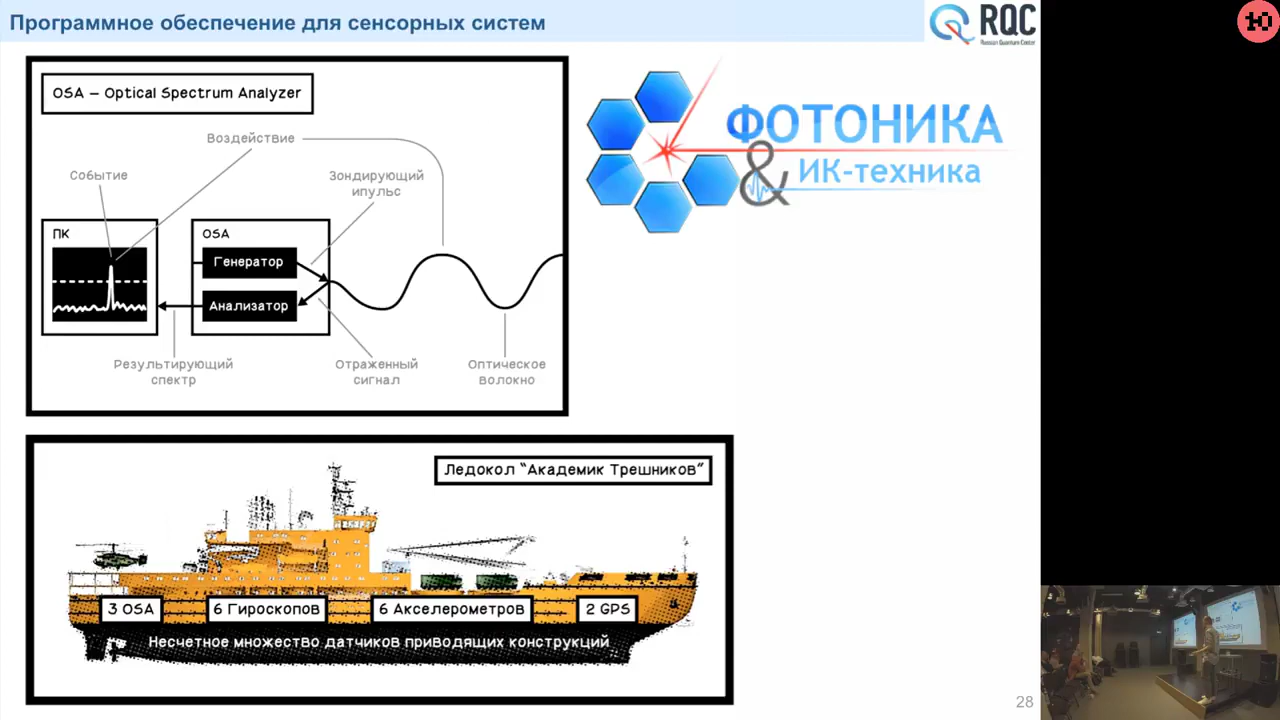 Программное обеспечение для сенсорных систем
RQC
Russian Quantum Center
Ю
OSA – Optical Spectrum Analyzer
Воздействие
Событие
Зондирующий
ипульс
ПК
OSA
Генератор
Анализатор
Результирующий
спектр
Отраженный
сигнал
Оптическое
волокно
ФОТОНИКА
& ИК-техника
Ледокол "Академик Трешников"
3 OSA
6 Гироскопов
6 Акселерометров
2 GPS
Несчетное множество датчиков приводящих конструкций
28